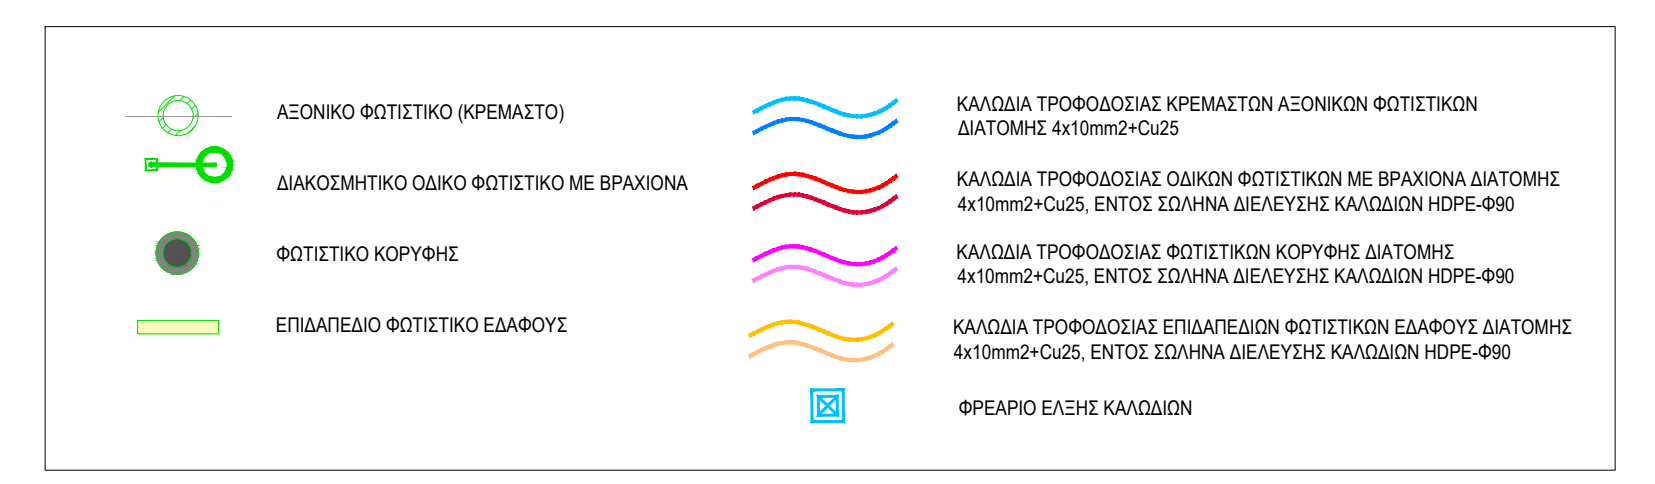 ΑΞΟΝΙΚΟ ΦΩΤΙΣΤΙΚΟ (ΚΡΕΜΑΣΤΟ)
ΔΙΑΚΟΣΜΗΤΙΚΟ ΟΔΙΚΟ ΦΩΤΙΣΤΙΚΟ ΜΕ ΒΡΑΧΙΟΝΑ
ΦΩΤΙΣΤΙΚΟ ΚΟΡΥΦΗΣ
ΕΠΙΔΑΠΕΔΙΟ ΦΩΤΙΣΤΙΚΟ ΕΔΑΦΟΥΣ
ΚΑΛΩΔΙΑ ΤΡΟΦΟΔΟΣΙΑΣ ΚΡΕΜΑΣΤΩΝ ΑΞΟΝΙΚΩΝ ΦΩΤΙΣΤΙΚΩΝ
ΔΙΑΤΟΜΗΣ 4x10mm2+Cu25
ΚΑΛΩΔΙΑ ΤΡΟΦΟΔΟΣΙΑΣ ΟΔΙΚΩΝ ΦΩΤΙΣΤΙΚΩΝ ΜΕ ΒΡΑΧΙΟΝΑ ΔΙΑΤΟΜΗΣ
4x10mm2+Cu25, ΕΝΤΟΣ ΣΩΛΗΝΑ ΔΙΕΛΕΥΣΗΣ ΚΑΛΩΔΙΩΝ HDPE-Φ90
ΚΑΛΩΔΙΑ ΤΡΟΦΟΔΟΣΙΑΣ ΦΩΤΙΣΤΙΚΩΝ ΚΟΡΥΦΗΣ ΔΙΑΤΟΜΗΣ
4x10mm2+Cu25, ΕΝΤΟΣ ΣΩΛΗΝΑ ΔΙΕΛΕΥΣΗΣ ΚΑΛΩΔΙΩΝ HDPE-Φ90
ΚΑΛΩΔΙΑ ΤΡΟΦΟΔΟΣΙΑΣ ΕΠΙΔΑΠΕΔΙΩΝ ΦΩΤΙΣΤΙΚΩΝ ΕΔΑΦΟΥΣ ΔΙΑΤΟΜΗΣ
4x10mm2+Cu25, ΕΝΤΟΣ ΣΩΛΗΝΑ ΔΙΕΛΕΥΣΗΣ ΚΑΛΩΔΙΩΝ HDPE-Φ90
ΦΡΕΑΡΙΟ ΕΛΞΗΣ ΚΑΛΩΔΙΩΝ